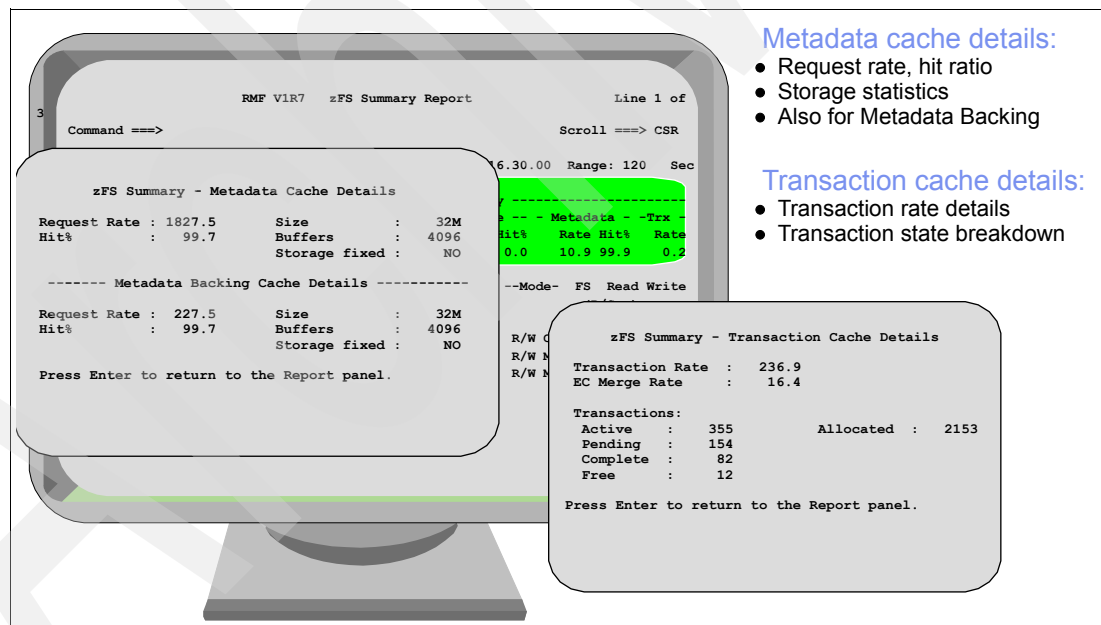 Metadata cache details:
• Request rate, hit ratio
• Storage statistics
• Also for Metadata Backing
Transaction cache details:
• Transaction rate details
• Transaction state breakdown
RMF V1R7 zFS Summary Report Line 1 of
3
Command ===> Scroll ===> CSR
6.30.00 Range: 120 Sec
- - Metadata - -Trx -
Hit% Rate Hit% Rate
0.0 10.9 99.9 0.2
--Mode- FS Read Write
R/W
R/W
R/W
zFS Summary - Metadata Cache Details
Request Rate : 1827.5 Size : 32M
Hit% : 99.7 Buffers : 4096
Storage fixed : NO
------- Metadata Backing Cache Details -----------
Request Rate : 227.5 Size : 32M
Hit% : 99.7 Buffers : 4096
Storage fixed : NO
Press Enter to return to the Report panel.
zFS Summary - Transaction Cache Details
Transaction Rate : 236.9
EC Merge Rate : 16.4
Transactions:
Active : 355 Allocated : 2153
Pending : 154
Complete : 82
Free : 12
Press Enter to return to the Report panel.